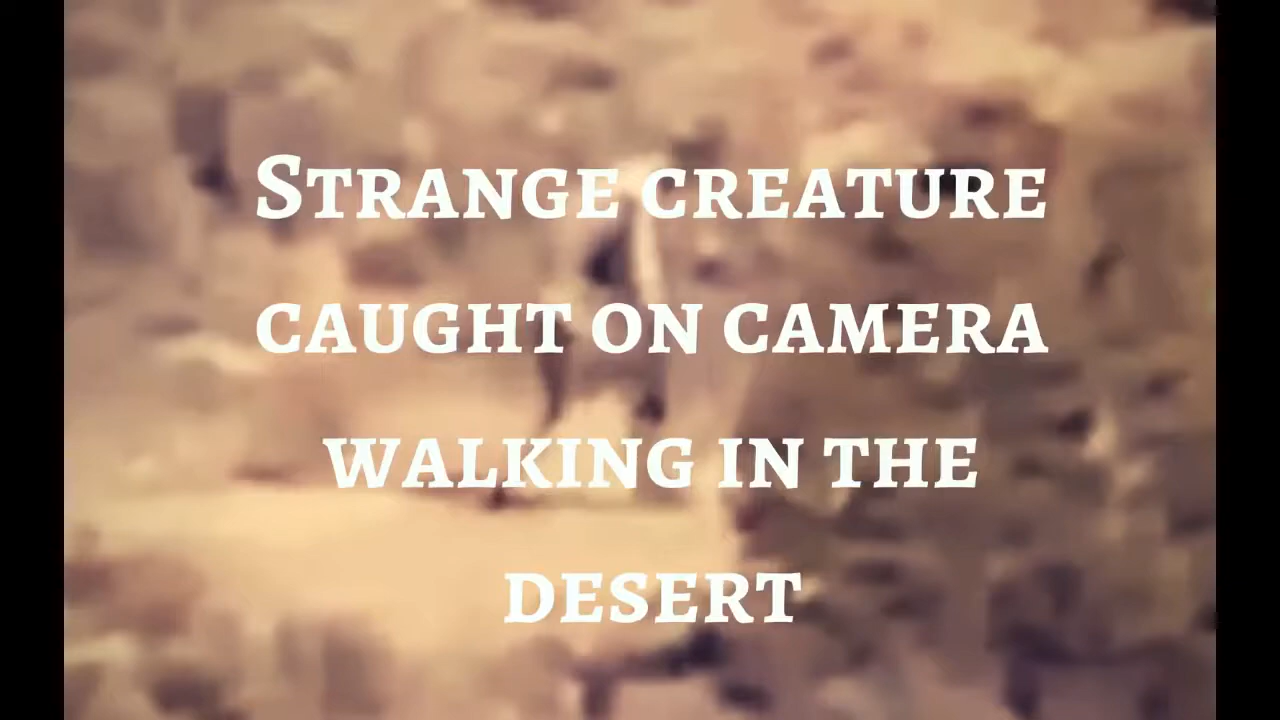 Strange creature
caught on camera
walking in the
desert